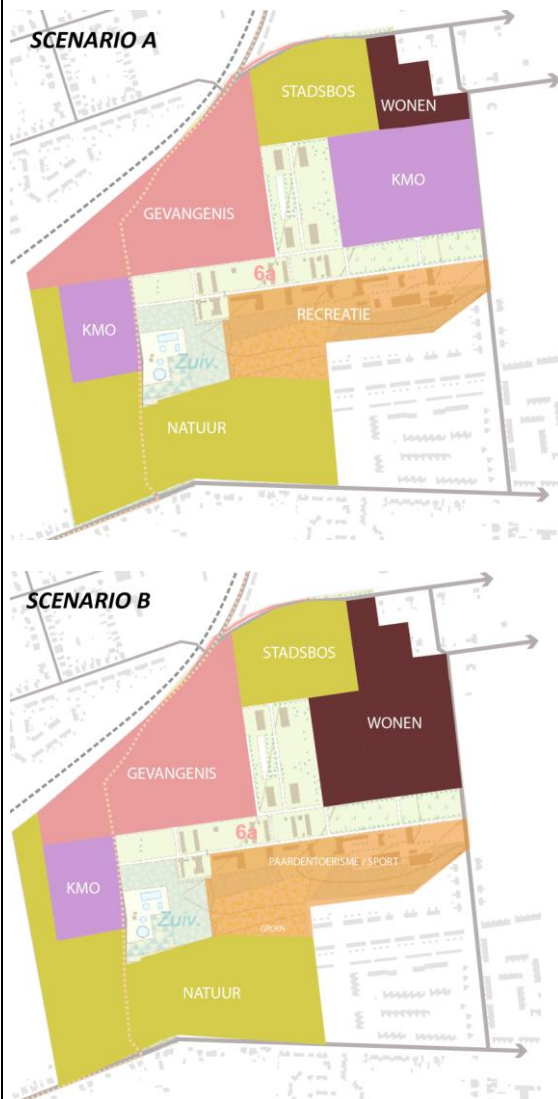 SCENARIO A
STADSBOS
WONEN
KMO
GEVANGENIS
6a
RECREATIE
KMO
Zuiv.
NATUUR
SCENARIO B
STADSBOS
WONEN
GEVANGENIS
6a
PAARDENTOERISME / SPORT
KMO
Zuiv.
GROEN
NATUUR